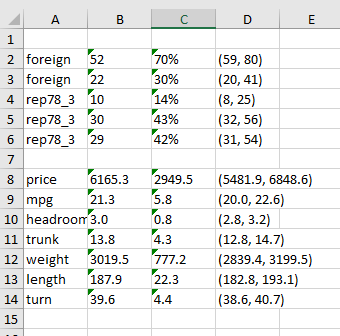 A B C D E
1
2 foreign 52 70% (59, 80)
3 foreign 22 30% (20, 41)
4 rep78_3 10 14% (8, 25)
5 rep78_3 30 43% (32, 56)
6 rep78_3 29 42% (31, 54)
7
8 price 6165.3 2949.5 (5481.9, 6848.6)
9 mpg 21.3 5.8 (20.0, 22.6)
10 headroom 3.0 0.8 (2.8, 3.2)
11 trunk 13.8 4.3 (12.8, 14.7)
12 weight 3019.5 777.2 (2839.4, 3199.5)
13 length 187.9 22.3 (182.8, 193.1)
14 turn 39.6 4.4 (38.6, 40.7)
15